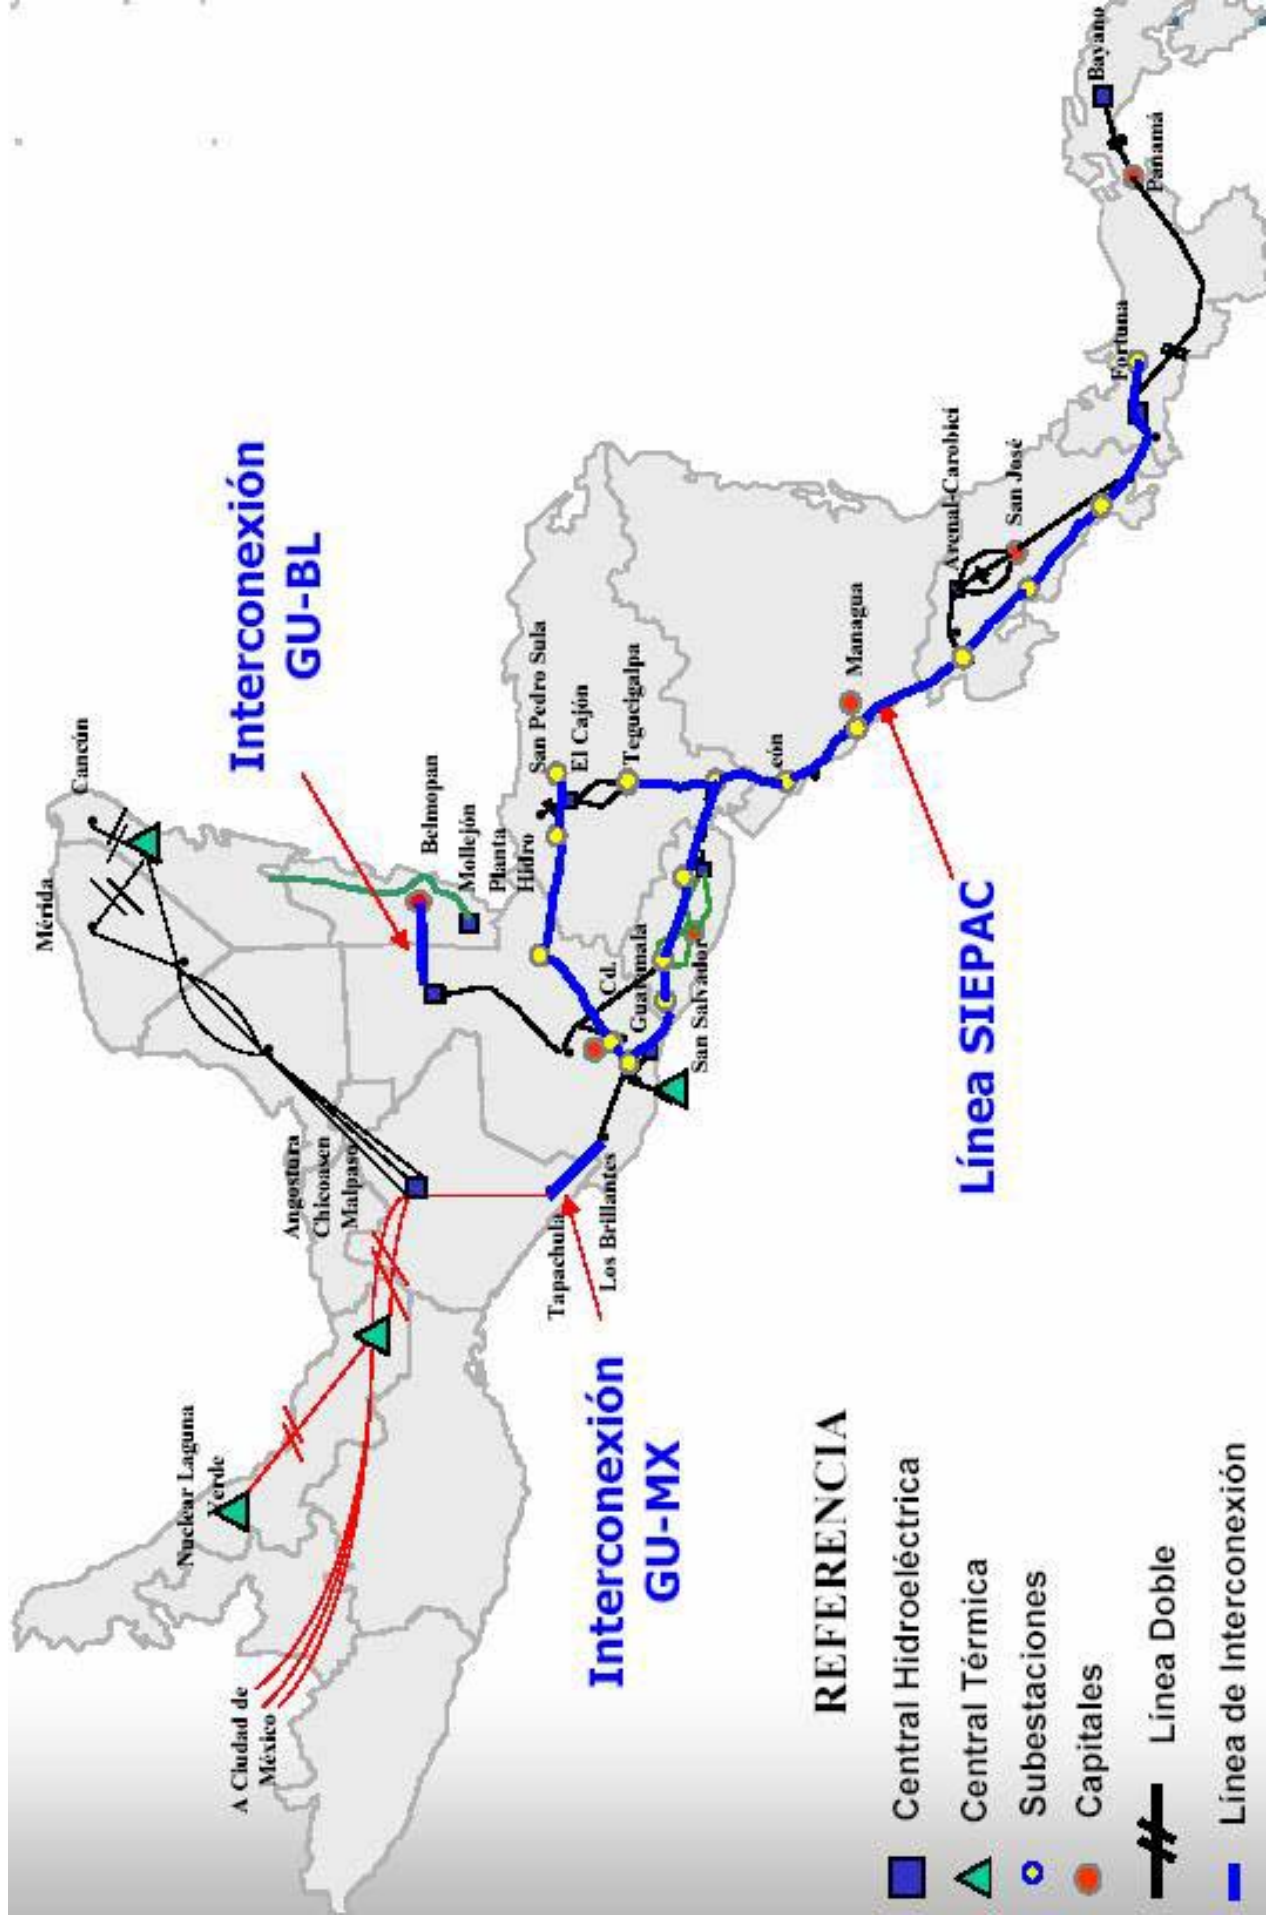 Mérida
Cancún
Interconexión
GU-BL
Nuclear Laguna
Verde
A Ciudad de
México
Angostura
Chicoasen
Malpaso
Belmopan
Mollejón
Planta
Hidro
San Pedro Sula
El Cajón
Tegucigalpa
Tapachula
Los Brillantes
Cd.
Guatemala
San Salvador
eón
Managua
Arenal-Carobici
San José
Fortuna
Panamá
Bayano
Interconexión
GU-MX
Línea SIEPAC
REFERENCIA
Central Hidroeléctrica
Central Térmica
Subestaciones
Capitales
Línea Doble
Línea de Interconexión